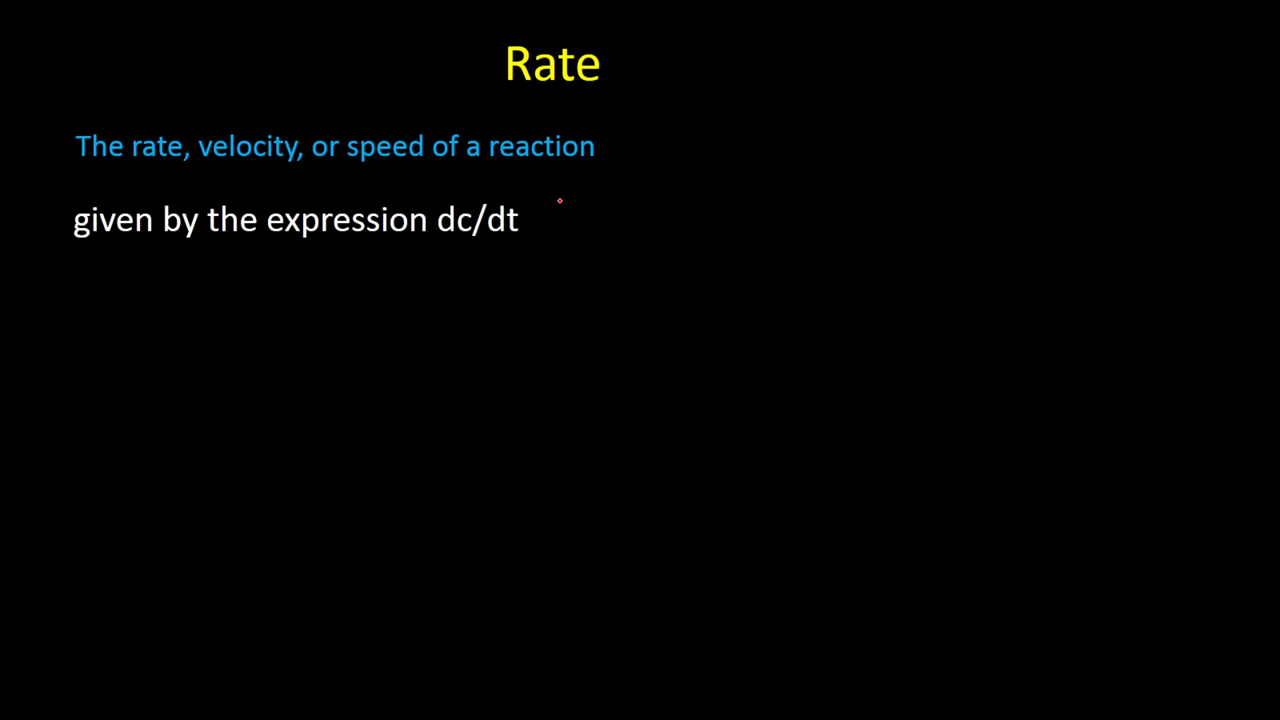 Rate
The rate, velocity, or speed of a reaction
given by the expression dc/dt